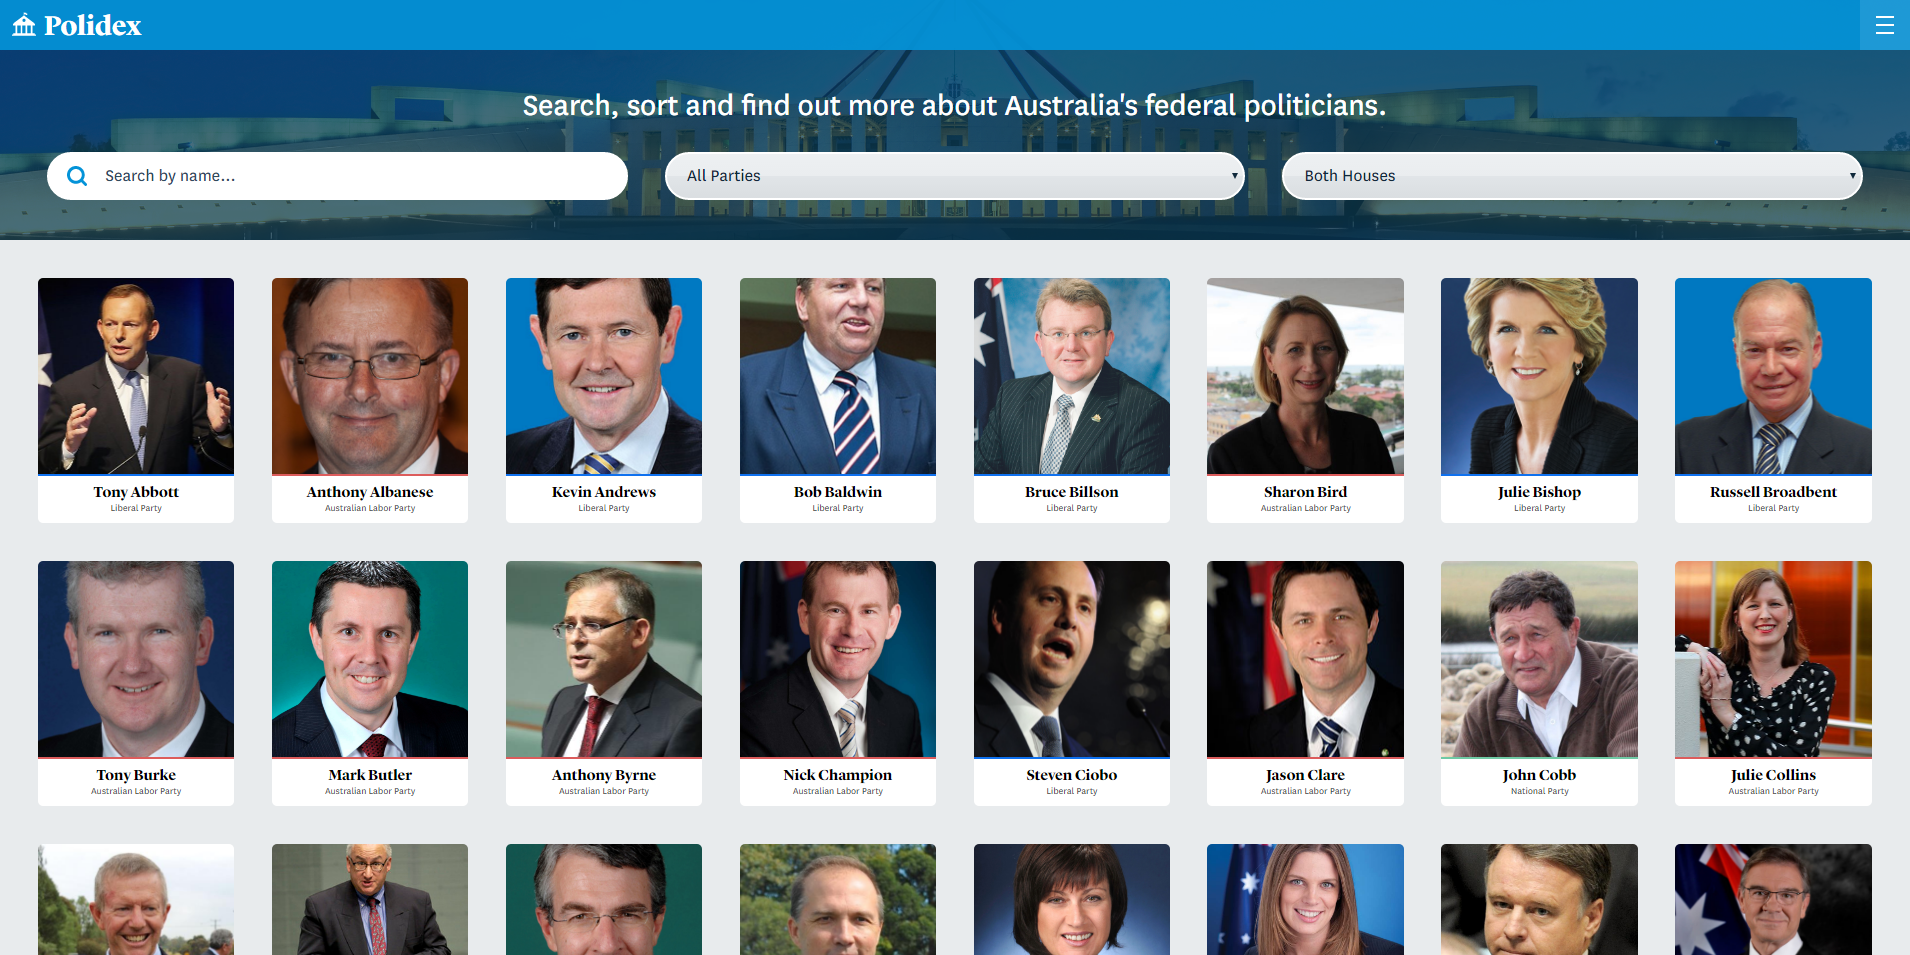 Polidex
Search, sort and find out more about Australia's federal politicians.
Search by name...
All Parties
Both Houses
Tony Abbott
Liberal Party
Anthony Albanese
Australian Labor Party
Kevin Andrews
Liberal Party
Bob Baldwin
Liberal Party
Bruce Billson
Liberal Party
Sharon Bird
Australian Labor Party
Julie Bishop
Liberal Party
Russell Broadbent
Liberal Party
Tony Burke
Australian Labor Party
Mark Butler
Australian Labor Party
Anthony Byrne
Australian Labor Party
Nick Champion
Australian Labor Party
Steven Ciobo
Liberal Party
Jason Clare
Australian Labor Party
John Cobb
National Party
Julie Collins
Australian Labor Party